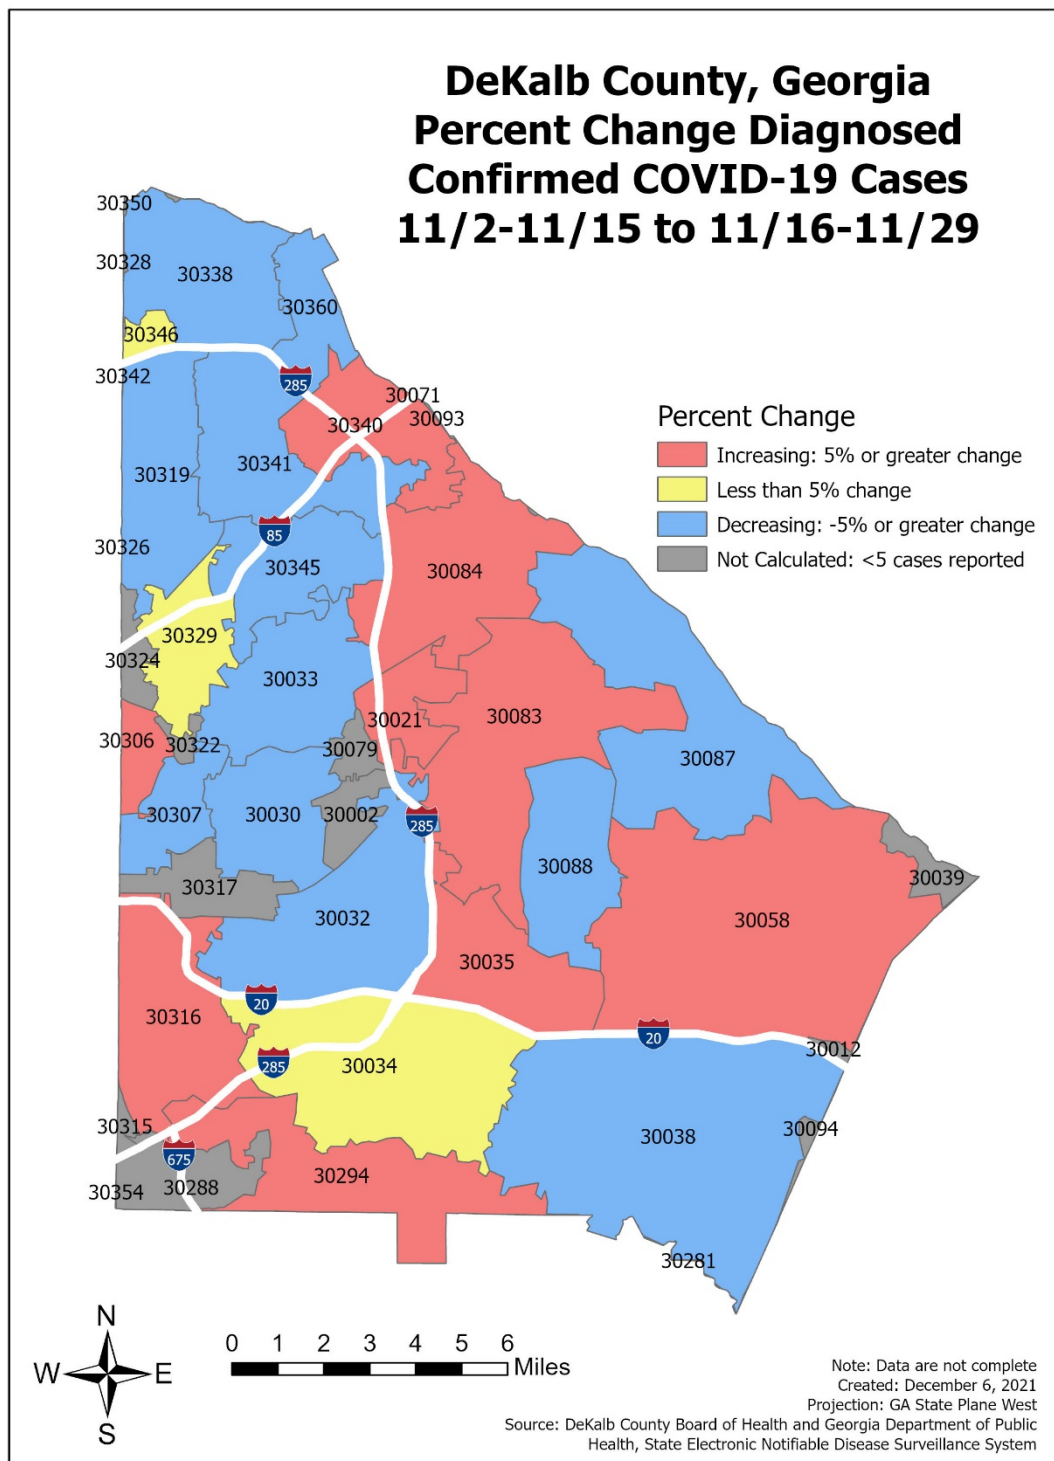 DeKalb County, Georgia
Percent Change Diagnosed
Confirmed COVID-19 Cases
11/2-11/15 to 11/16-11/29
30350
30328
30338
30360
30346
30342
285
30071
30340
30093
30319
30341
Percent Change
Increasing: 5% or greater change
Less than 5% change
Decreasing: -5% or greater change
Not Calculated: <5 cases reported
30326
85
30345
30084
30329
30324
30033
30021
30083
30306
30322
30079
30087
30307
30030
30002
285
30088
30317
30039
30032
30058
30035
20
30316
20
30012
285
30034
30315
30038
30094
675
30354
30288
30294
30281
N
W E
S
0 1 2 3 4 5 6
Miles
Note: Data are not complete
Created: December 6, 2021
Projection: GA State Plane West
Source: DeKalb County Board of Health and Georgia Department of Public
Health, State Electronic Notifiable Disease Surveillance System